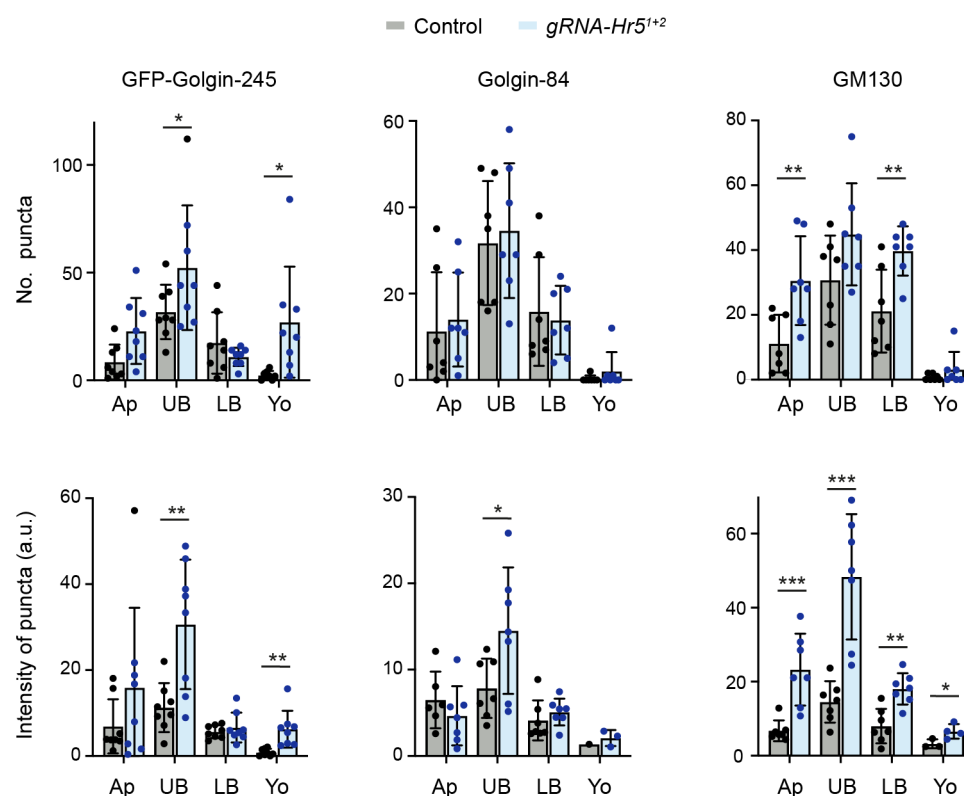 Control gRNA-Hr5¹⁺²
GFP-Golgin-245 Golgin-84 GM130
No. puncta
100
50
0
* *
Ap UB LB Yo
60
40
20
0
Ap UB LB Yo
80
60
40
20
0
** **
Ap UB LB Yo
Intensity of puncta (a.u.)
60
40
20
0
** **
Ap UB LB Yo
30
20
10
0
*
Ap UB LB Yo
60
40
20
0
*** *** ** *
Ap UB LB Yo